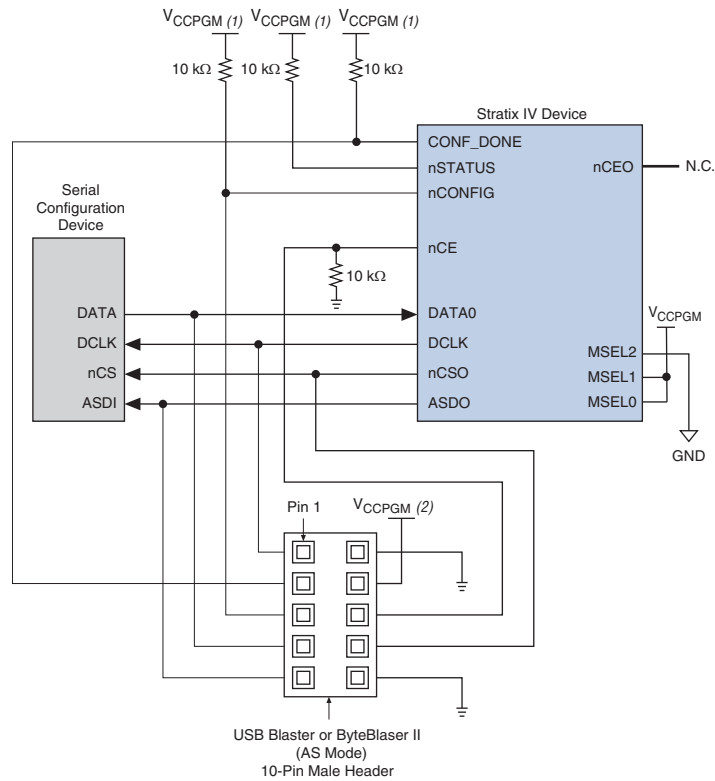 VCCPGM (1) VCCPGM (1) VCCPGM (1)
10 kΩ 10 kΩ 10 kΩ
Stratix IV Device
CONF_DONE
nSTATUS
nCEO
N.C.
nCONFIG
Serial
Configuration
Device
nCE
10 kΩ
DATA
DATA0
VCCPGM
DCLK
DCLK
nCS
nCSO
ASDI
ASDO
MSEL2
MSEL1
MSEL0
GND
Pin 1
VCCPGM (2)
USB Blaster or ByteBlaser II
(AS Mode)
10-Pin Male Header